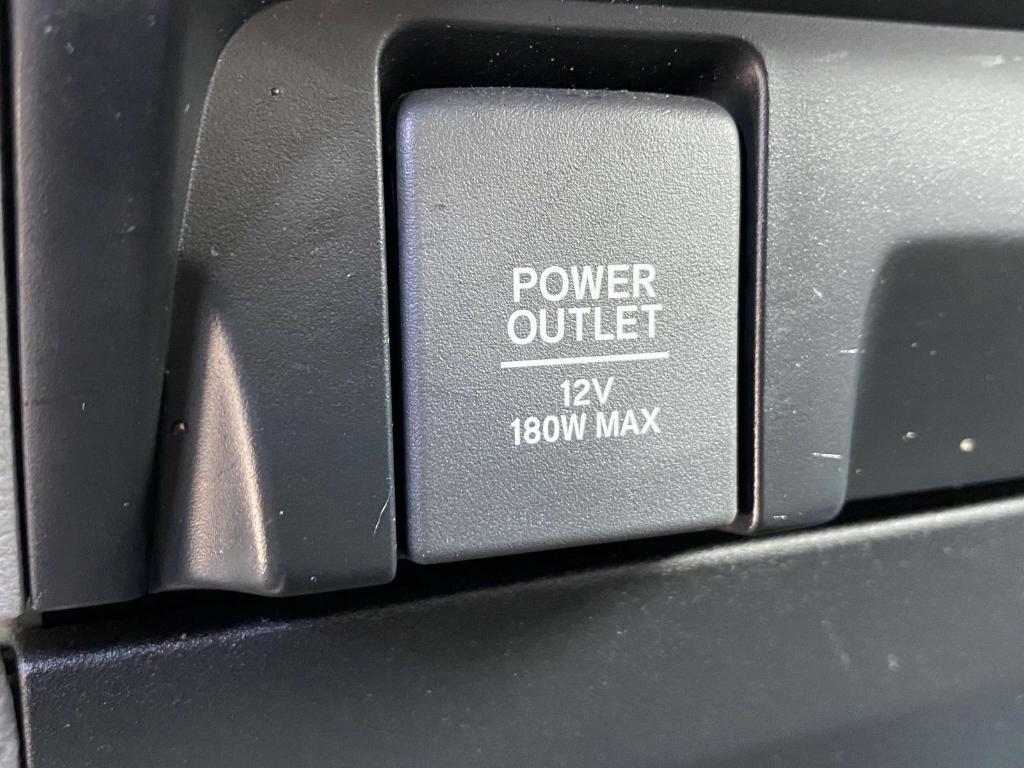 POWER
OUTLET
12V
180W MAX